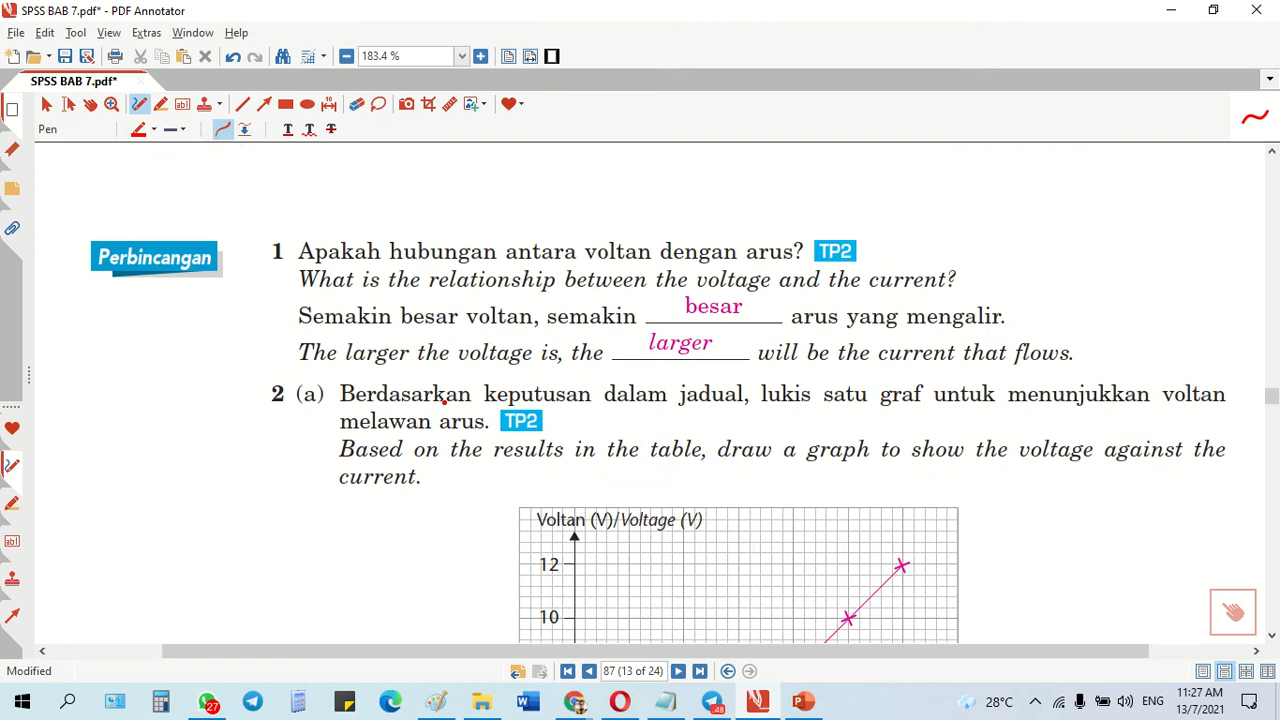 SPSS BAB 7.pdf* - PDF Annotator
File Edit Tool View Extras Window Help
183.4 %
SPSS BAB 7.pdf*
Pen
Perbincangan
1 Apakah hubungan antara voltan dengan arus? TP2
What is the relationship between the voltage and the current?
Semakin besar voltan, semakin besar arus yang mengalir.
The larger the voltage is, the larger will be the current that flows.
2 (a) Berdasarkan keputusan dalam jadual, lukis satu graf untuk menunjukkan voltan
melawan arus. TP2
Based on the results in the table, draw a graph to show the voltage against the
current.
Voltan (V)/Voltage (V)
12
10
Modified
87 (13 of 24)
27
48
28°C
11:27 AM
13/7/2021